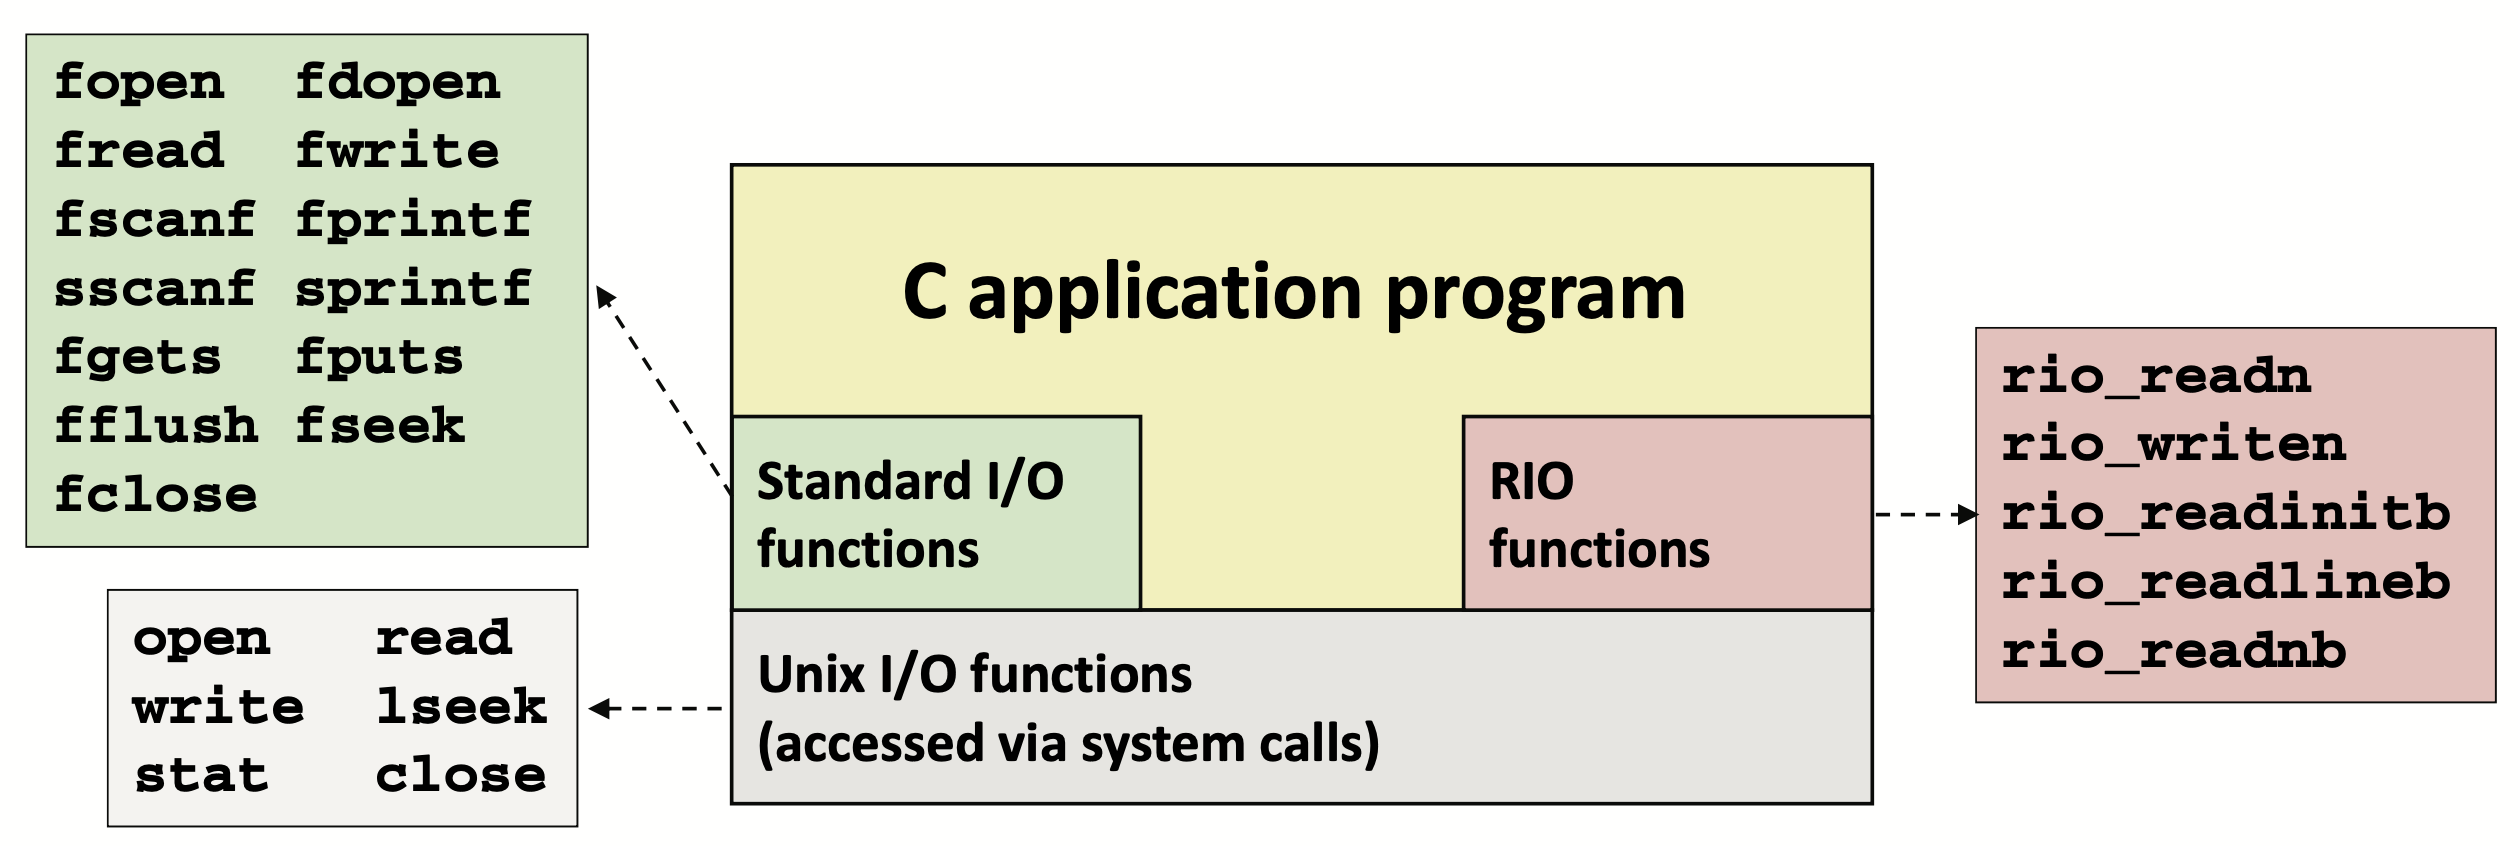 fopen fdopen
fread fwrite
fscanf fprintf
sscanf sprintf
fgets fputs
fflush fseek
fclose
C application program
Standard I/O
functions
RIO
functions
Unix I/O functions
(accessed via system calls)
rio_readn
rio_writen
rio_readinitb
rio_readlineb
rio_readnb
open read
write lseek
stat close